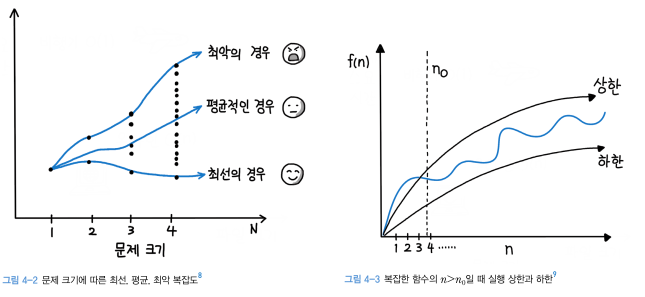 최악의 경우
평균적인 경우
최선의 경우
1 2 3 4 N
문제 크기
그림 4-2 문제 크기에 따른 최선, 평균, 최악 복잡도8
f(n)
n0
상한
하한
1 2 3 4 ······
n
그림 4-3 복잡한 함수의 n>n0일 때 실행 상한과 하한9